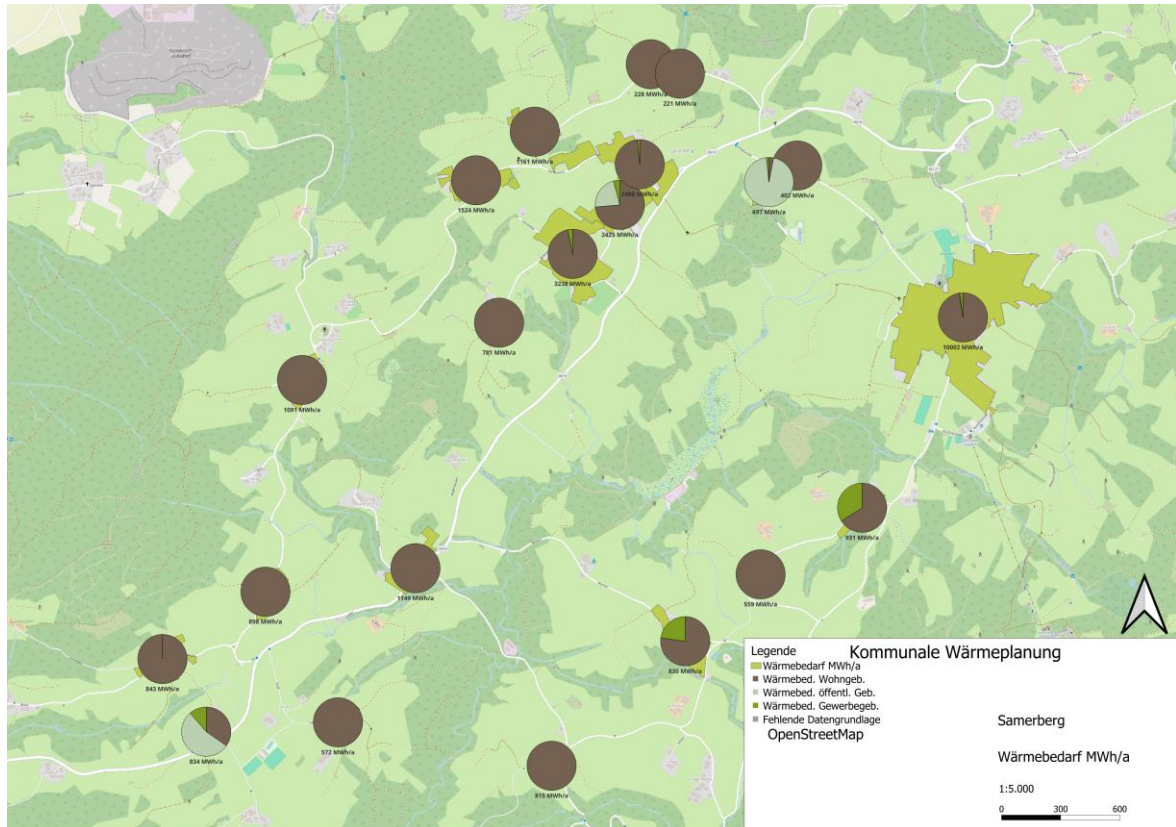 228 MWh/a
221 MWh/a
1161 MWh/a
1524 MWh/a
402 MWh/a
697 MWh/a
2425 MWh/a
3238 MWh/a
781 MWh/a
10002 MWh/a
1091 MWh/a
931 MWh/a
1149 MWh/a
559 MWh/a
898 MWh/a
830 MWh/a
843 MWh/a
834 MWh/a
572 MWh/a
815 MWh/a
Legende
Kommunale Wärmeplanung
Wärmebedarf MWh/a
Wärmebed. Wohngeb.
Wärmebed. öffentl. Geb.
Wärmebed. Gewerbegeb.
Fehlende Datengrundlage
OpenStreetMap
Samerberg
Wärmebedarf MWh/a
1:5.000
0 300 600